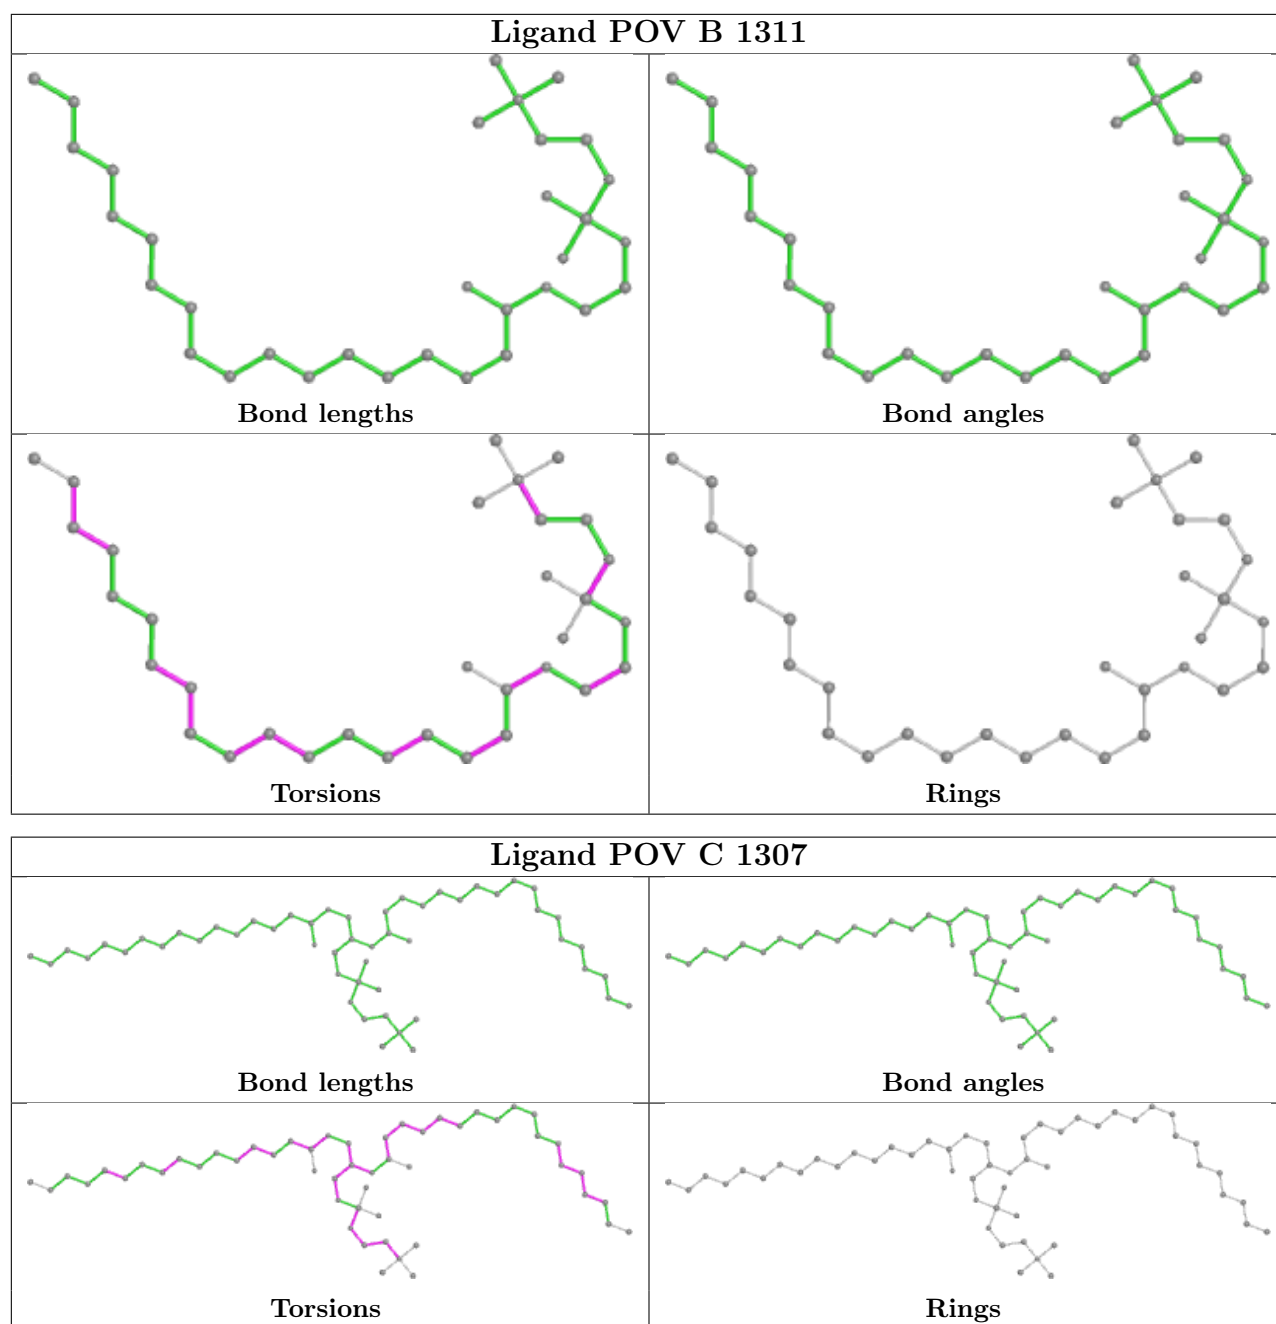 Ligand POV B 1311
Bond lengths
Bond angles
Torsions
Rings
Ligand POV C 1307
Bond lengths
Bond angles
Torsions
Rings